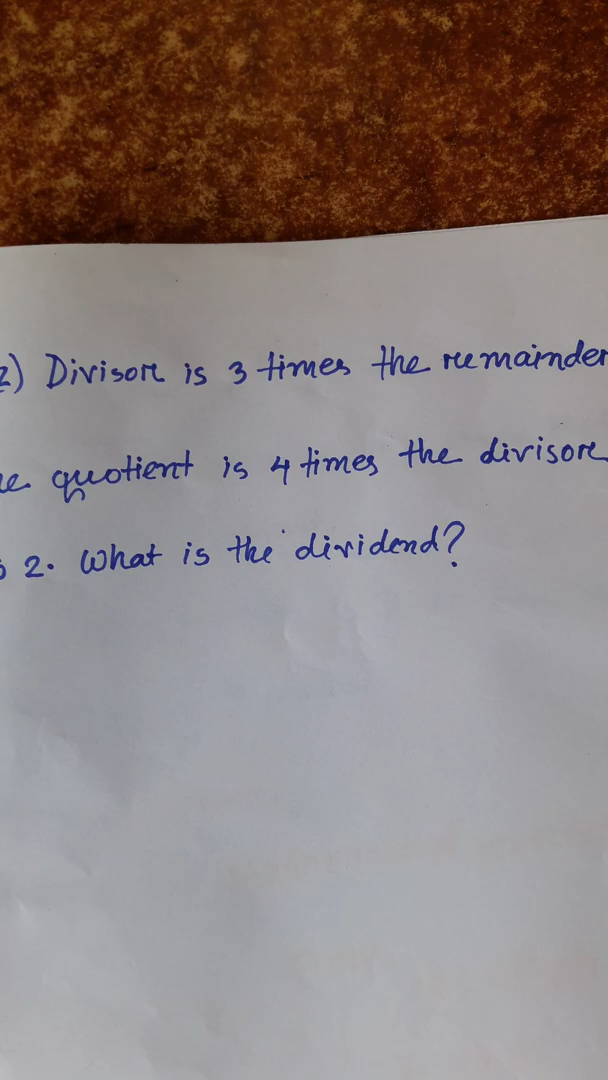 2) Divisor is 3 times the remainder
e quotient is 4 times the divisor
2. What is the dividend?